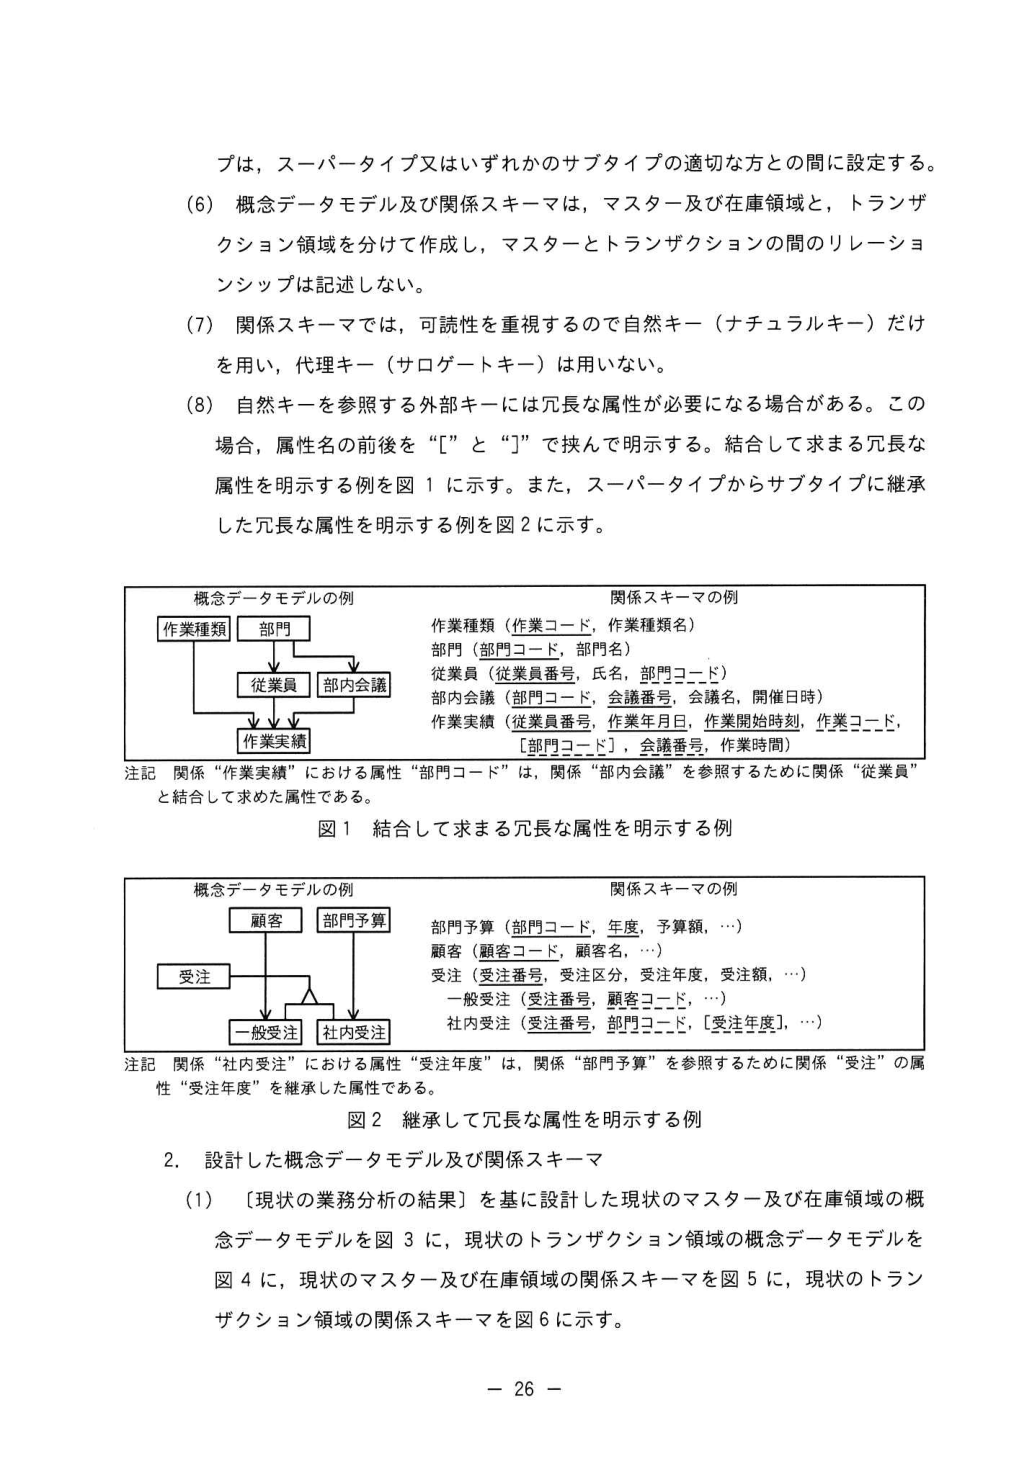 プは，スーパータイプ又はいずれかのサブタイプの適切な方との間に設定する。
(6) 概念データモデル及び関係スキーマは，マスター及び在庫領域と，トランザ
クション領域を分けて作成し，マスターとトランザクションの間のリレーショ
ンシップは記述しない。
(7) 関係スキーマでは，可読性を重視するので自然キー（ナチュラルキー）だけ
を用い，代理キー（サロゲートキー）は用いない。
(8) 自然キーを参照する外部キーには冗長な属性が必要になる場合がある。この
場合，属性名の前後を“[”と“]”で挟んで明示する。結合して求まる冗長な
属性を明示する例を図 1 に示す。また，スーパータイプからサブタイプに継承
した冗長な属性を明示する例を図2に示す。
概念データモデルの例
作業種類 部門
従業員 部内会議
作業実績
関係スキーマの例
作業種類（作業コード，作業種類名）
部門（部門コード，部門名）
従業員（従業員番号，氏名，部門コード）
部内会議（部門コード，会議番号，会議名，開催日時）
作業実績（従業員番号，作業年月日，作業開始時刻，作業コード，
[部門コード]，会議番号，作業時間）
注記 関係“作業実績”における属性“部門コード”は，関係“部内会議”を参照するために関係“従業員”
と結合して求めた属性である。
図1 結合して求まる冗長な属性を明示する例
概念データモデルの例
顧客 部門予算
受注
一般受注 社内受注
関係スキーマの例
部門予算（部門コード，年度，予算額，…）
顧客（顧客コード，顧客名，…）
受注（受注番号，受注区分，受注年度，受注額，…）
一般受注（受注番号，顧客コード，…）
社内受注（受注番号，部門コード，[受注年度]，…）
注記 関係“社内受注”における属性“受注年度”は，関係“部門予算”を参照するために関係“受注”の属
性“受注年度”を継承した属性である。
図2 継承して冗長な属性を明示する例
2． 設計した概念データモデル及び関係スキーマ
(1) 〔現状の業務分析の結果〕を基に設計した現状のマスター及び在庫領域の概
念データモデルを図 3 に，現状のトランザクション領域の概念データモデルを
図 4 に，現状のマスター及び在庫領域の関係スキーマを図 5 に，現状のトラン
ザクション領域の関係スキーマを図6に示す。
－ 26 －